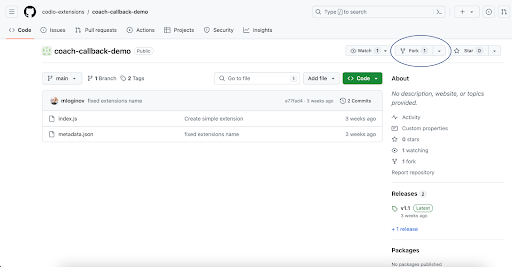 codio-extensions / coach-callback-demo
Type / to search
Code Issues Pull requests Actions Projects Security Insights
coach-callback-demo Public
Watch 1 Fork 1 Star 0
main 1 Branch 2 Tags Go to file t Add file Code
mloginov fixed extensions name 3 weeks ago 2 Commits
index.js Create simple extension 3 weeks ago
metadata.json fixed extensions name 3 weeks ago
About
No description, website, or topics
provided.
Activity
Custom properties
0 stars
1 watching
1 fork
Report repository
Releases 2
v1.1 Latest
3 weeks ago
+ 1 release
Packages
No packages published